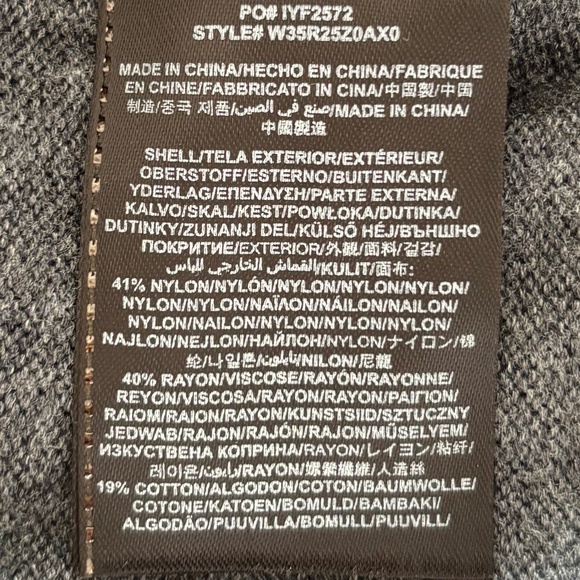 PO# IYF2572
STYLE# W35R25Z0AX0
MADE IN CHINA/HECHO EN CHINA/FABRIQUE
EN CHINE/FABBRICATO IN CINA/中國製/中国
制造/중국 제품/صنع في الصين/MADE IN CHINA/
中國製造
SHELL/TELA EXTERIOR/EXTÉRIEUR/
OBERSTOFF/ESTERNO/BUITENKANT/
YDERLAG/ΕΠΕΝΔΥΣΗ/PARTE EXTERNA/
KALVO/SKAL/KEST/POWŁOKA/DUTINKA/
DUTINKY/ZUNANJI DEL/KÜLSŐ HÉJ/ВЪНШНО
ПОКРИТИЕ/EXTERIOR/外觀/面料/겉감/
القماش الخارجي للباس/KULIT/面布:
41% NYLON/NYLÓN/NYLON/NYLON/NYLON/
NYLON/NYLON/ΝΑΪΛΟΝ/NÁILON/NAILON/
NYLON/NAILON/NYLON/NYLON/NYLON/
NAJLON/NEJLON/НАЙЛОН/NYLON/ナイロン/锦
纶/나일론/نايلون/NILON/尼龍
40% RAYON/VISCOSE/RAYÓN/RAYONNE/
REYON/VISCOSA/RAYON/RAYON/ΡΑΙΓΙΟΝ/
RAIOM/RAION/RAYON/KUNSTSIID/SZTUCZNY
JEDWAB/RAJON/RAJÓN/RAJON/MŰSELYEM/
ИЗКУСТВЕНА КОПРИНА/RAYON/レイヨン/粘纤/
레이온/رايون/RAYON/嫘縈纖維/人造絲
19% COTTON/ALGODON/COTON/BAUMWOLLE/
COTONE/KATOEN/BOMULD/ΒΑΜΒΑΚΙ/
ALGODÃO/PUUVILLA/BOMULL/PUUVILL/